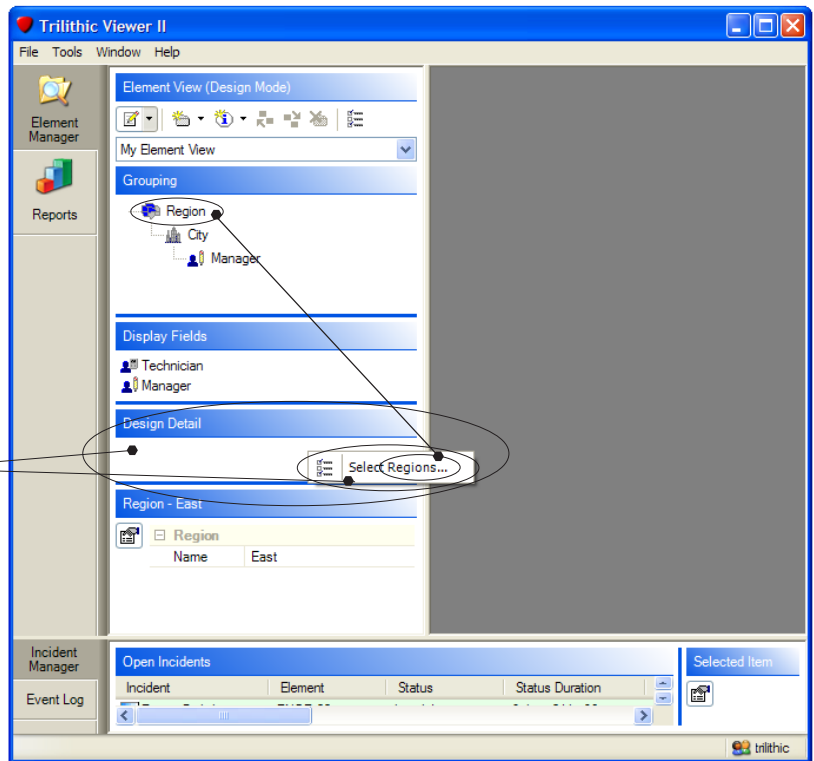 Trilithic Viewer II
File Tools Window Help
Element Manager
Reports
Element View (Design Mode)
My Element View
Grouping
Region
City
Manager
Display Fields
Technician
Manager
Design Detail
Select Regions...
Region - East
Region
Name East
Incident Manager
Event Log
Open Incidents
Incident Element Status Status Duration
Selected Item
trilithic